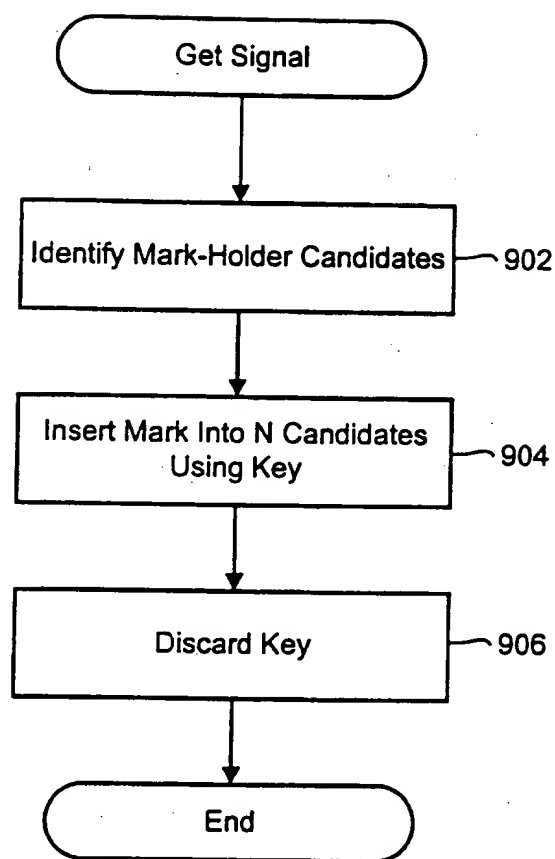 Get Signal
Identify Mark-Holder Candidates
902
Insert Mark Into N Candidates
Using Key
904
Discard Key
906
End